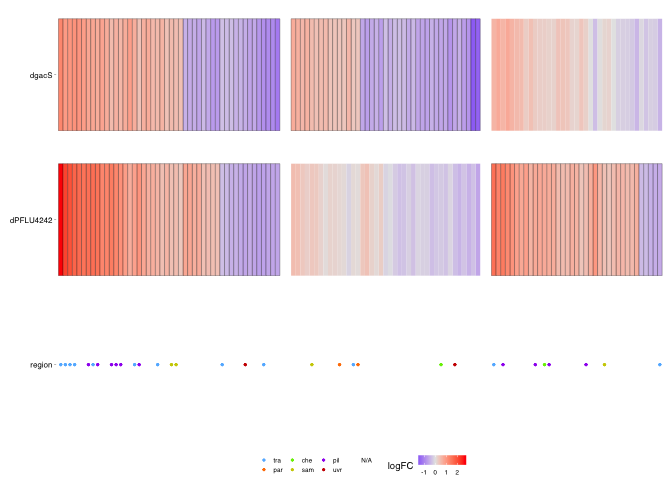 dgacS
dPFLU4242
region
tra che pil N/A
par sam uvr
logFC
-1 0 1 2